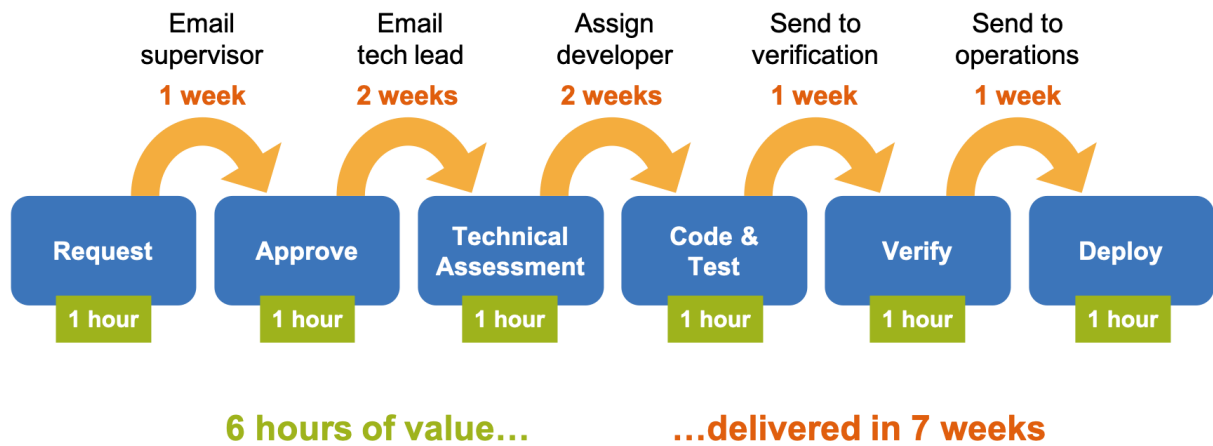 Email
supervisor
1 week
Email
tech lead
2 weeks
Assign
developer
2 weeks
Send to
verification
1 week
Send to
operations
1 week
Request
1 hour
Approve
1 hour
Technical
Assessment
1 hour
Code &
Test
1 hour
Verify
1 hour
Deploy
1 hour
6 hours of value…
…delivered in 7 weeks